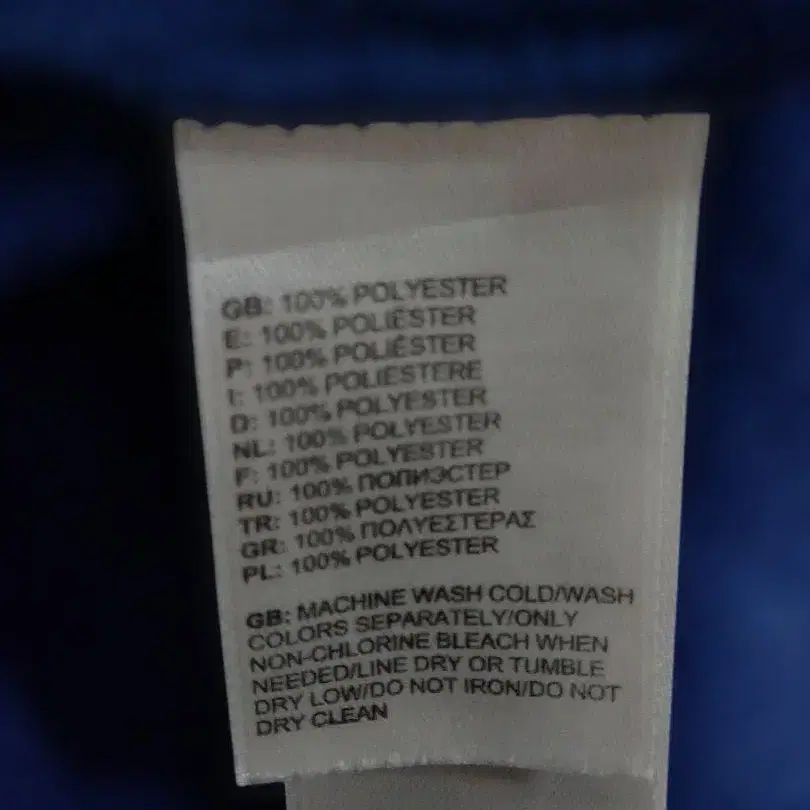 GB: 100% POLYESTER
E: 100% POLIÉSTER
P: 100% POLIÉSTER
I: 100% POLIESTERE
D: 100% POLYESTER
NL: 100% POLYESTER
F: 100% POLYESTER
RU: 100% ПОПИЭСТЕР
TR: 100% POLYESTER
GR: 100% ΠΟΛΥΕΣΤΕΡΑΣ
PL: 100% POLYESTER
GB: MACHINE WASH COLD/WASH
COLORS SEPARATELY/ONLY
NON-CHLORINE BLEACH WHEN
NEEDED/LINE DRY OR TUMBLE
DRY LOW/DO NOT IRON/DO NOT
DRY CLEAN